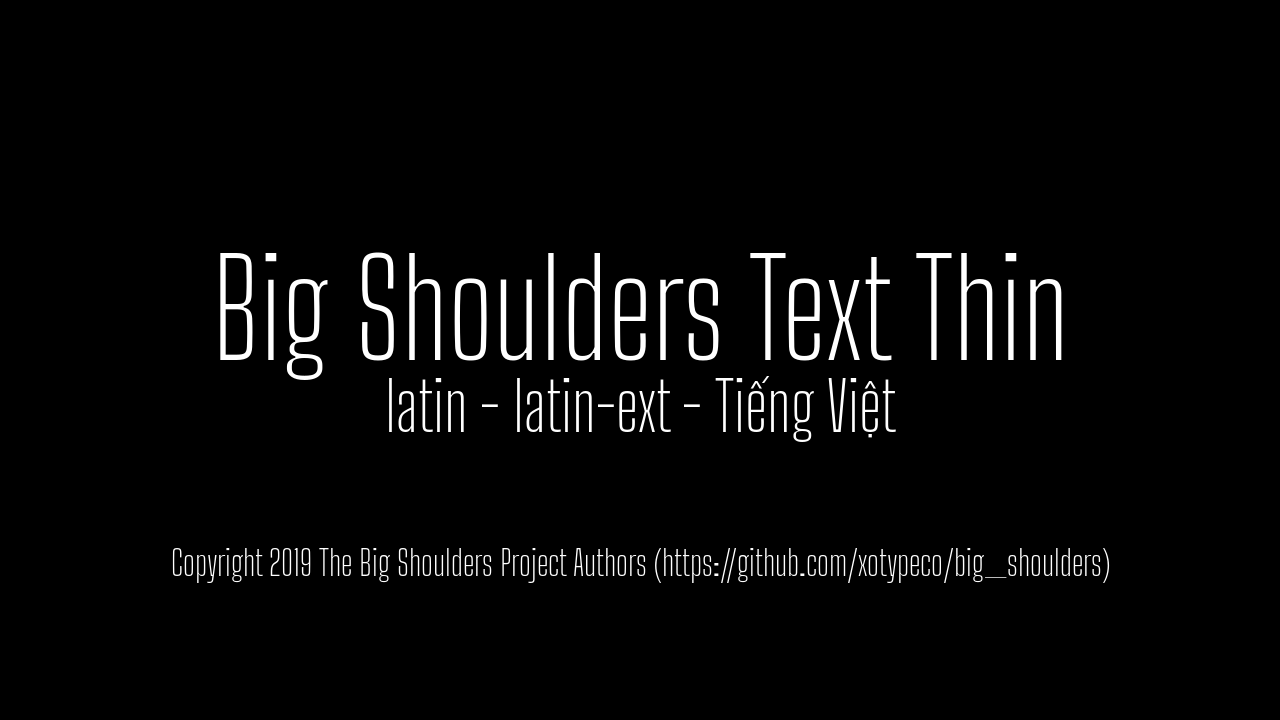 Big Shoulders Text Thin
latin - latin-ext - Tiếng Việt
Copyright 2019 The Big Shoulders Project Authors (https://github.com/xotypeco/big_shoulders)